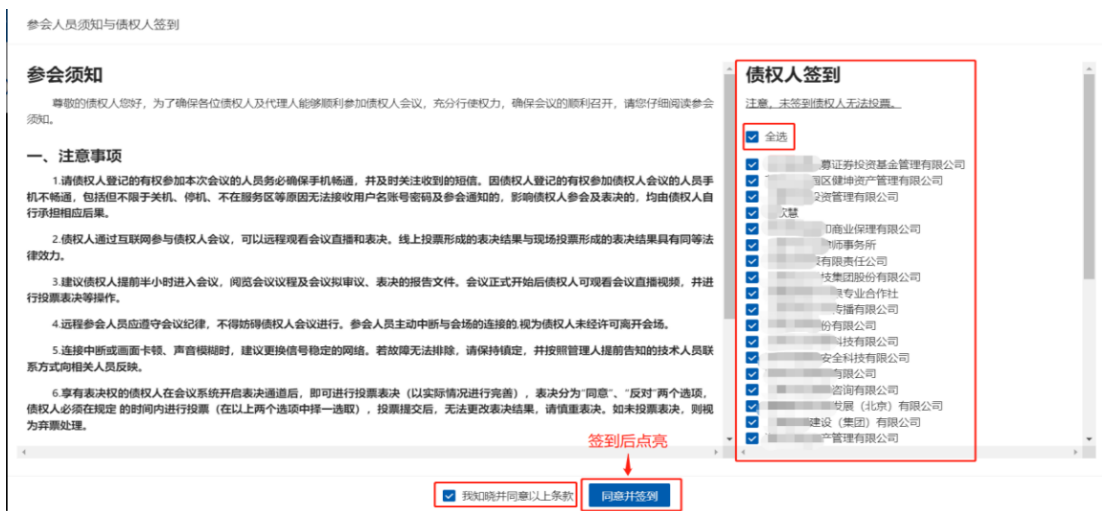 参会人员须知与债权人签到
参会须知
尊敬的债权人您好，为了确保各位债权人及代理人能够顺利参加债权人会议，充分行使权力，确保会议的顺利召开，请您仔细阅读参会
须知。
一、注意事项
1.请债权人登记的有权参加本次会议的人员务必确保手机畅通，并及时关注收到的短信。因债权人登记的有权参加债权人会议的人员手
机不畅通，包括但不限于关机、停机、不在服务区等原因无法接收用户名账号密码及参会通知的，影响债权人参会及表决的，均由债权人自
行承担相应后果。
2.债权人通过互联网参与债权人会议，可以远程观看会议直播和表决。线上投票形成的表决结果与现场投票形成的表决结果具有同等法
律效力。
3.建议债权人提前半小时进入会议，阅览会议议程及会议拟审议、表决的报告文件。会议正式开始后债权人可观看会议直播视频，并进
行投票表决等操作。
4.远程参会人员应遵守会议纪律，不得妨碍债权人会议进行。参会人员主动中断与会场的连接的,视为债权人未经许可离开会场。
5.连接中断或画面卡顿、声音模糊时，建议更换信号稳定的网络。若故障无法排除，请保持镇定，并按照管理人提前告知的技术人员联
系方式向相关人员反映。
6.享有表决权的债权人在会议系统开启表决通道后，即可进行投票表决（以实际情况进行完善），表决分为“同意”、“反对”两个选项，
债权人必须在规定 的时间内进行投票（在以上两个选项中择一选取），投票提交后，无法更改表决结果，请慎重表决。如未投票表决，则视
为弃票处理。
债权人签到
注意，未签到债权人无法投票。
全选
证券投资基金管理有限公司
区健坤资产管理有限公司
资管理有限公司
慧
商业保理有限公司
师事务所
有限责任公司
技集团股份有限公司
专业合作社
传播有限公司
份有限公司
科技有限公司
安全科技有限公司
有限公司
咨询有限公司
发展（北京）有限公司
建设（集团）有限公司
产管理有限公司
签到后点亮
我知晓并同意以上条款
同意并签到